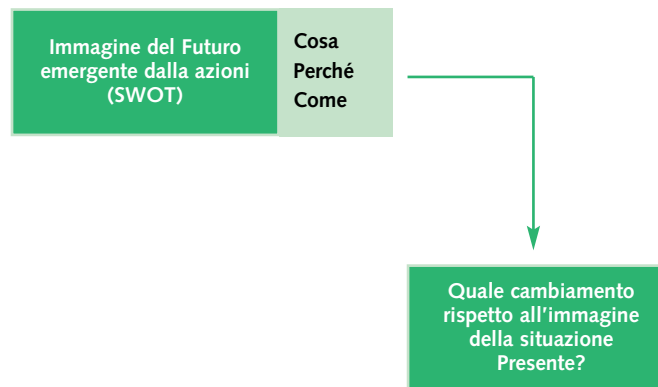 Immagine del Futuro
emergente dalla azioni
(SWOT)
Cosa
Perché
Come
Quale cambiamento
rispetto all'immagine
della situazione
Presente?